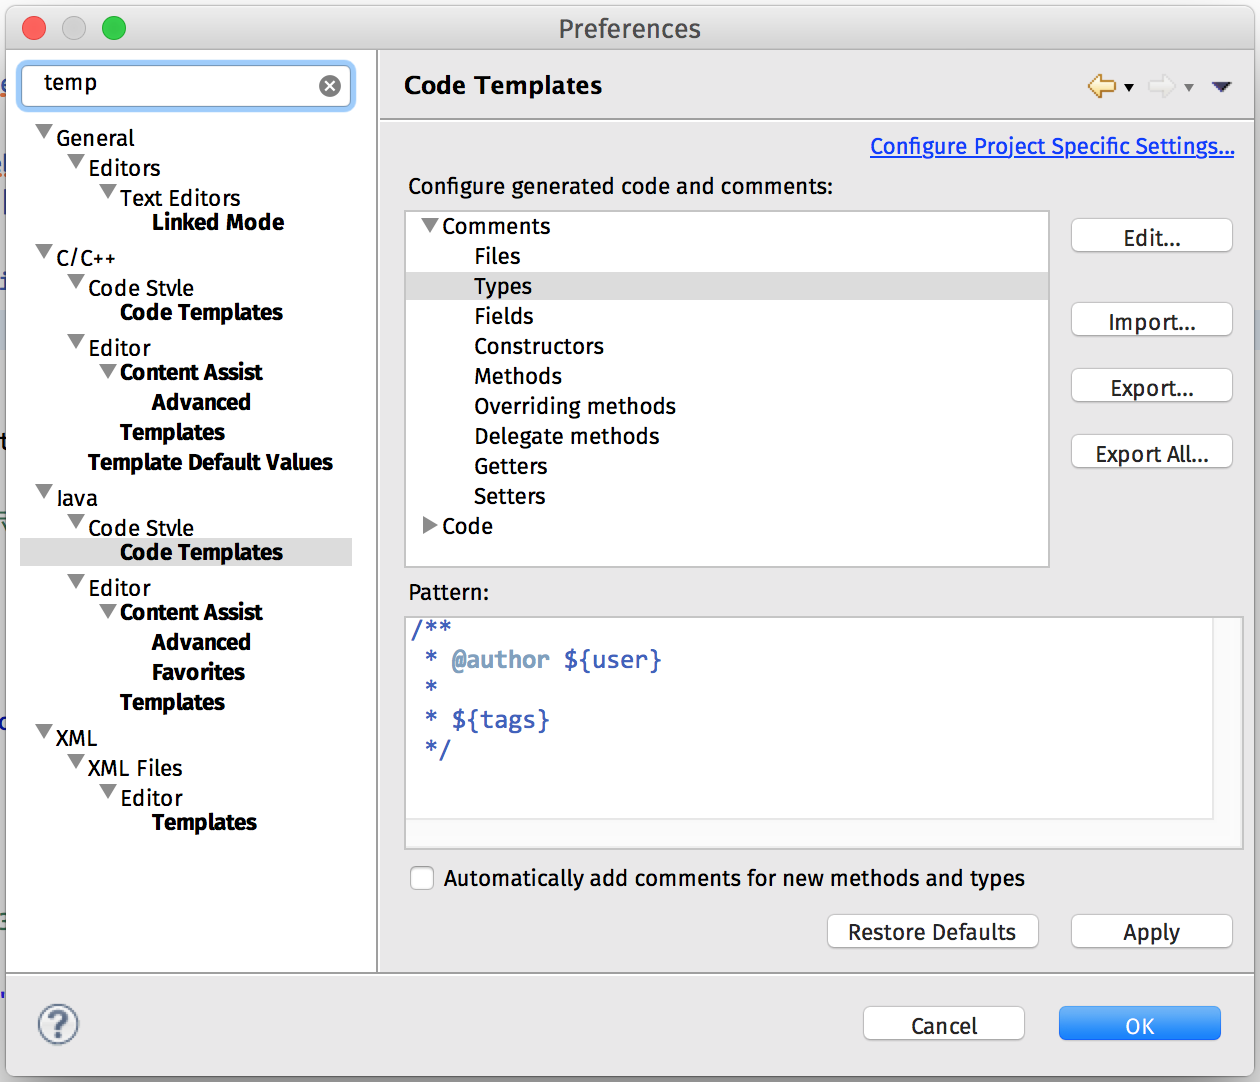 Preferences
temp
General
Editors
Text Editors
Linked Mode
C/C++
Code Style
Code Templates
Editor
Content Assist
Advanced
Templates
Template Default Values
Java
Code Style
Code Templates
Editor
Content Assist
Advanced
Favorites
Templates
XML
XML Files
Editor
Templates
Code Templates
Configure Project Specific Settings...
Configure generated code and comments:
Comments
Files
Types
Fields
Constructors
Methods
Overriding methods
Delegate methods
Getters
Setters
Code
Edit...
Import...
Export...
Export All...
Pattern:
/**
* @author ${user}
*
* ${tags}
*/
Automatically add comments for new methods and types
Restore Defaults
Apply
?
Cancel
OK